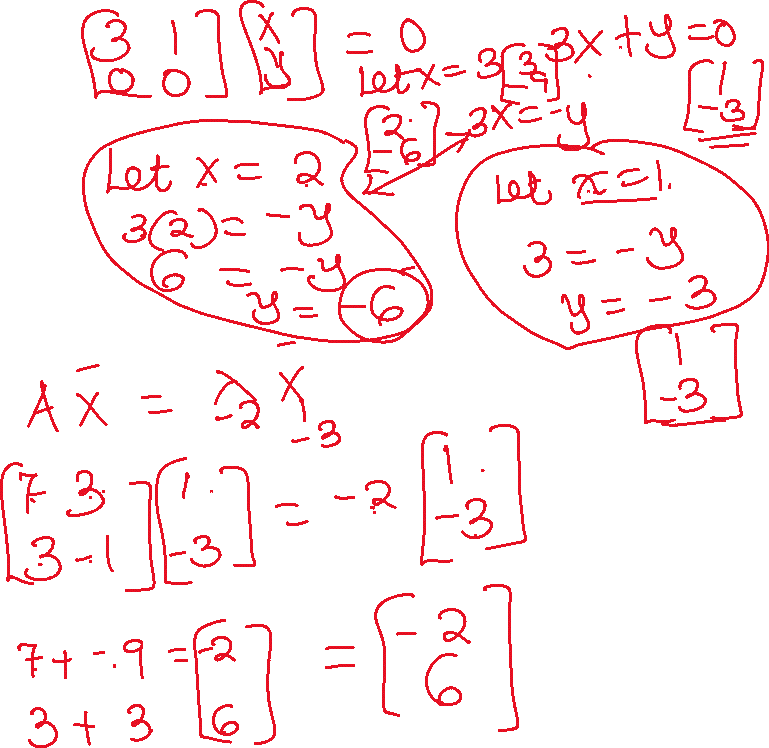 [3 1
0 0] [x
y] = 0 3x + y = 0
Let x = 3 [3
-9] [1
-3]
[2
-6] 3x = -y
Let x = 2
3(2) = -y
6 = -y
y = -6
Let x = 1.
3 = -y
y = -3
[1
-3]
A x̄ = λ x
-2 -3
[7 3
3 -1] [1
-3] = -2 [1
-3]
7 + -9 = [-2
3 + 3 6] = [-2
6]